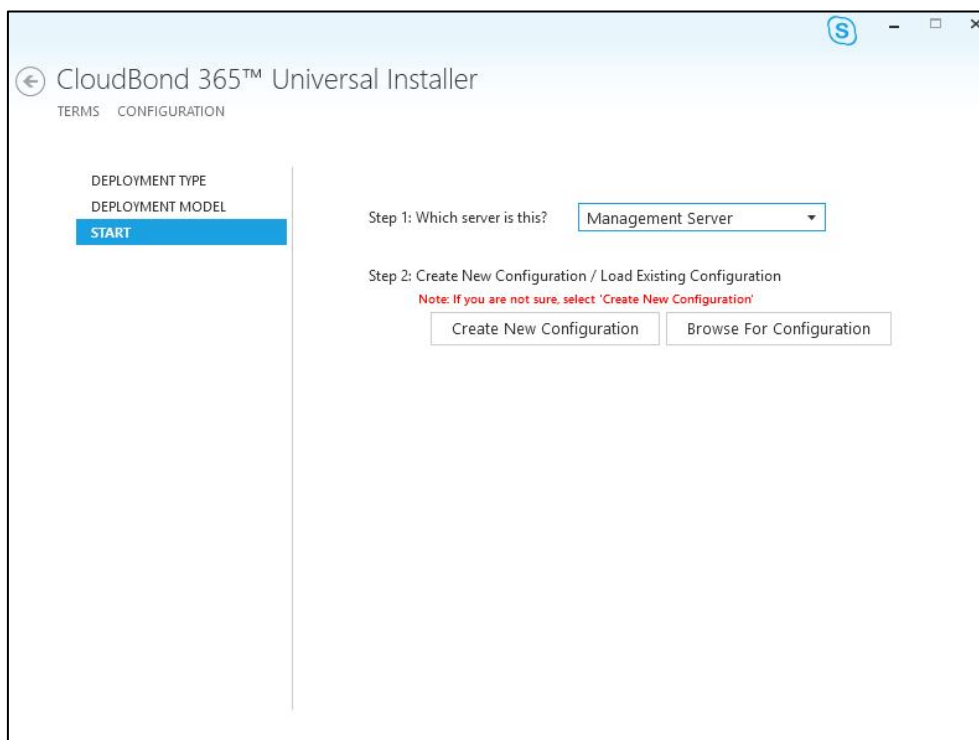 S
CloudBond 365™ Universal Installer
TERMS CONFIGURATION
DEPLOYMENT TYPE
DEPLOYMENT MODEL
START
Step 1: Which server is this? Management Server
Step 2: Create New Configuration / Load Existing Configuration
Note: If you are not sure, select 'Create New Configuration'
Create New Configuration Browse For Configuration